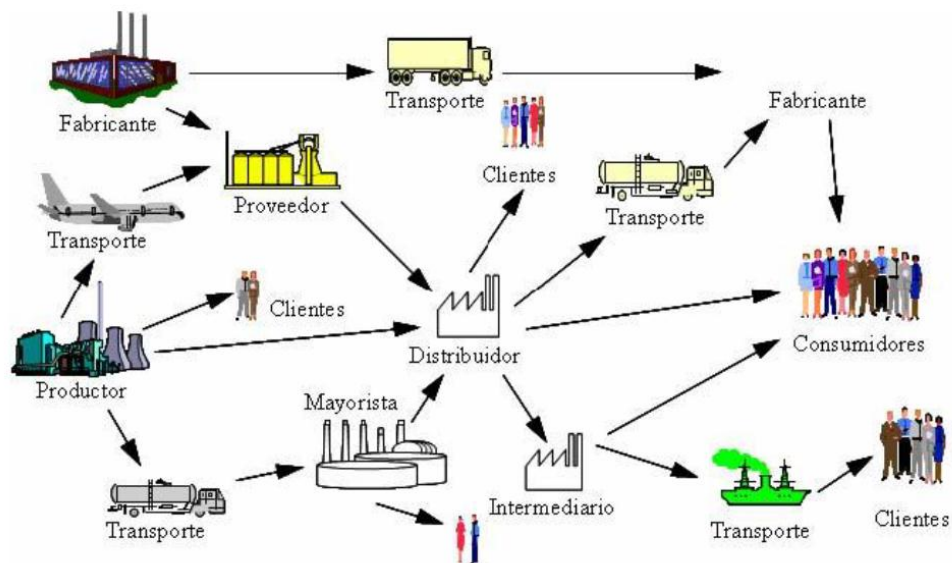 Transporte
Fabricante
Fabricante
Clientes
Proveedor
Transporte
Transporte
Clientes
Consumidores
Distribuidor
Productor
Mayorista
Intermediario
Transporte
Transporte
Clientes